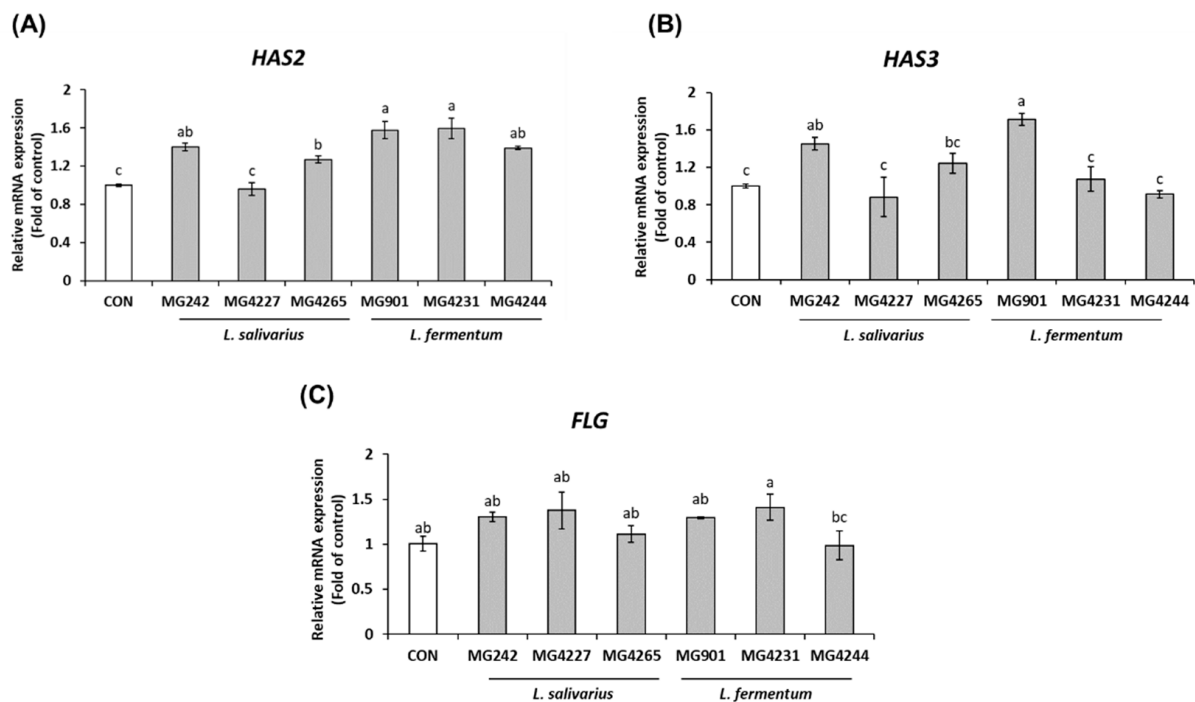 (A)
HAS2
Relative mRNA expression
(Fold of control)
2
1.6
1.2
0.8
0.4
0
c
ab
c
b
a
a
ab
CON MG242 MG4227 MG4265 MG901 MG4231 MG4244
L. salivarius L. fermentum
(B)
HAS3
Relative mRNA expression
(Fold of control)
2
1.6
1.2
0.8
0.4
0
c
ab
c
bc
a
c
c
CON MG242 MG4227 MG4265 MG901 MG4231 MG4244
L. salivarius L. fermentum
(C)
FLG
Relative mRNA expression
(Fold of control)
2
1.5
1
0.5
0
ab
ab
ab
ab
ab
a
bc
CON MG242 MG4227 MG4265 MG901 MG4231 MG4244
L. salivarius L. fermentum